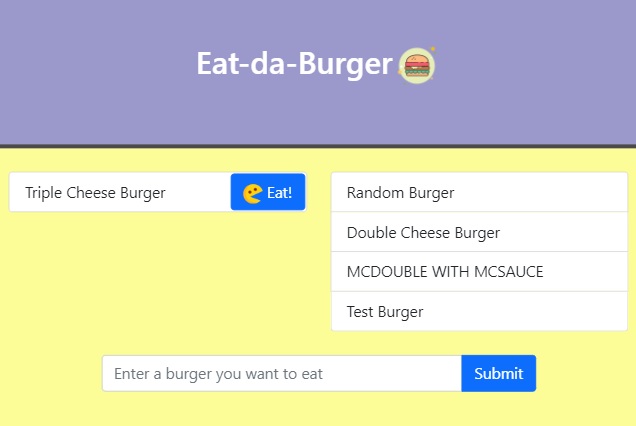 Eat-da-Burger
Triple Cheese Burger
Eat!
Random Burger
Double Cheese Burger
MCDOUBLE WITH MCSAUCE
Test Burger
Enter a burger you want to eat
Submit